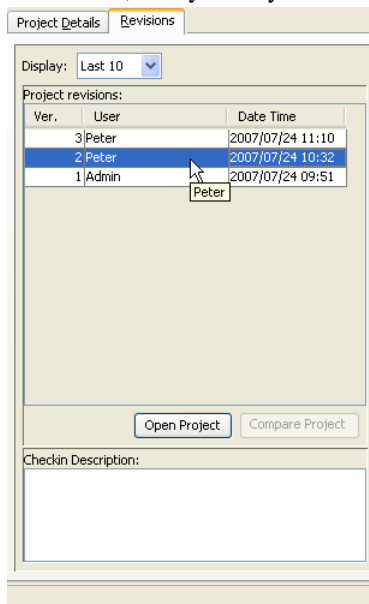 Project Details Revisions
Display: Last 10
Project revisions:
Ver. User Date Time
3 Peter 2007/07/24 11:10
2 Peter 2007/07/24 10:32
1 Admin 2007/07/24 09:51
Peter
Open Project Compare Project
Checkin Description: